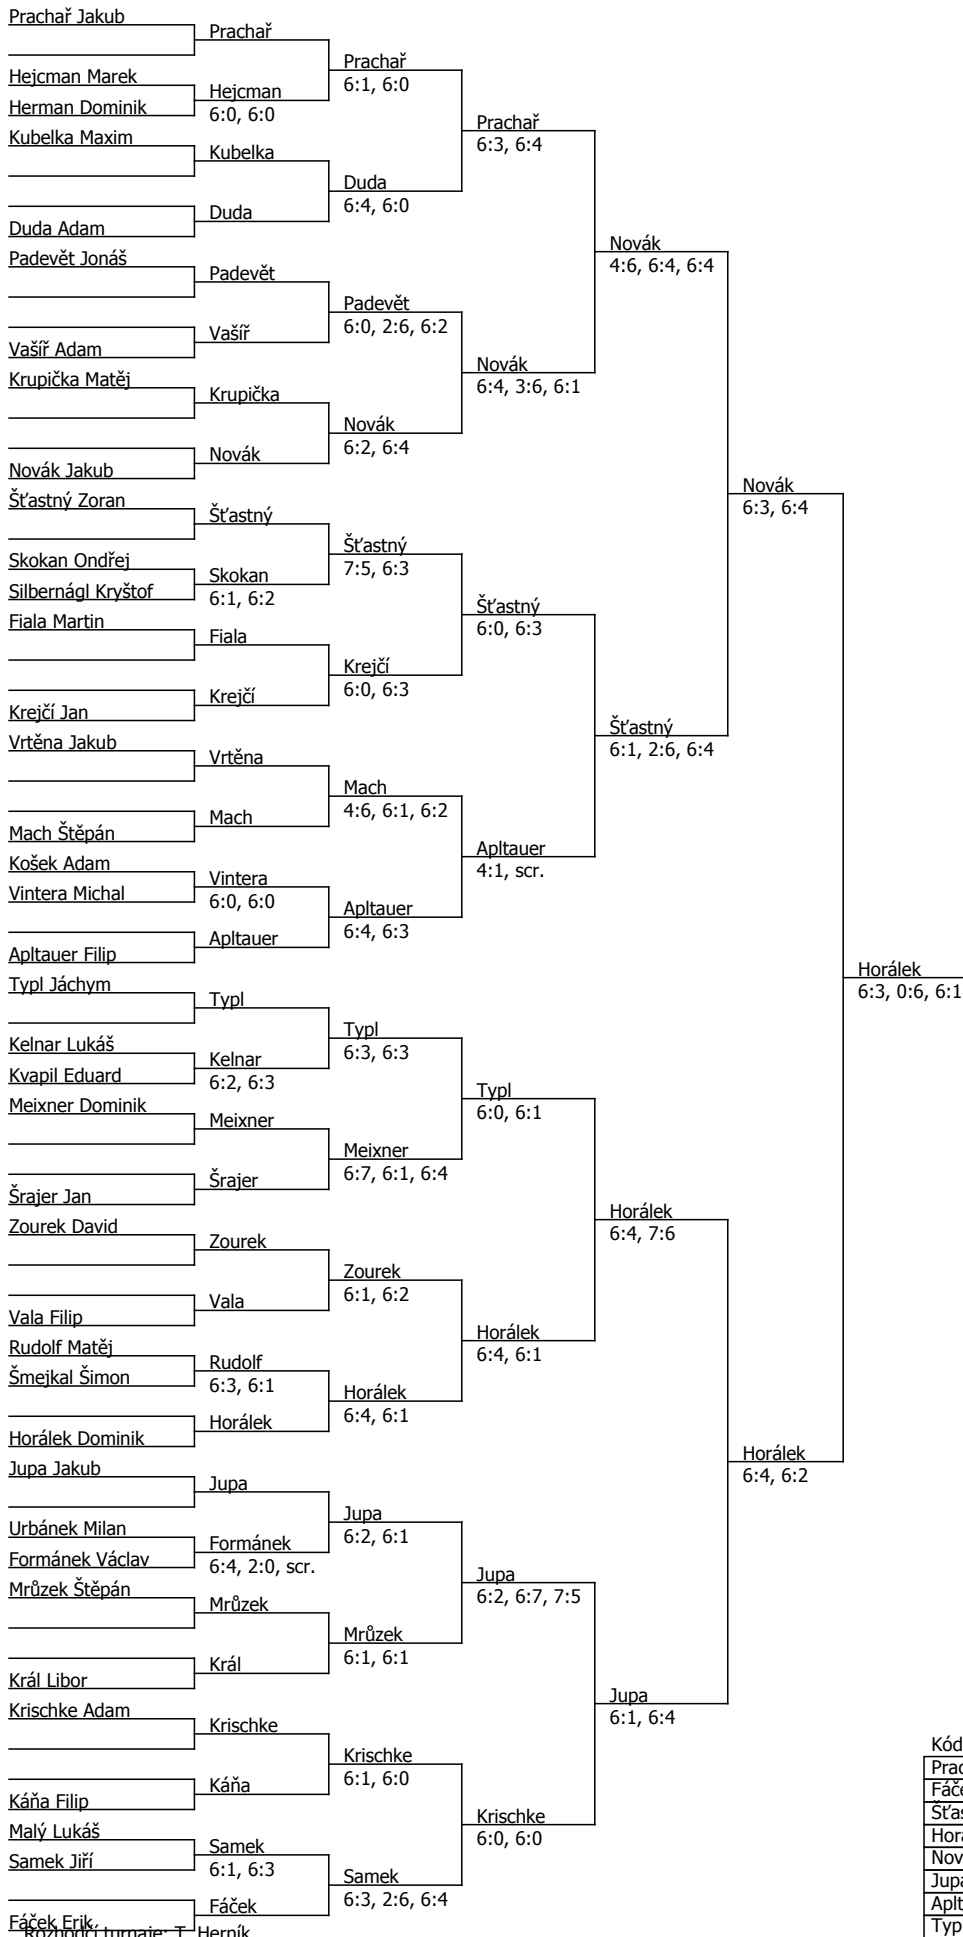 Prachař Jakub
Hejcman Marek
Herman Dominik
Kubelka Maxim
Duda Adam
Padevět Jonáš
Vašíř Adam
Krupička Matěj
Novák Jakub
Šťastný Zoran
Skokan Ondřej
Silbernágl Kryštof
Fiala Martin
Krejčí Jan
Vrtěna Jakub
Mach Štěpán
Košek Adam
Vintera Michal
Apltauer Filip
Typl Jáchym
Kelnar Lukáš
Kvapil Eduard
Meixner Dominik
Šrajer Jan
Zourek David
Vala Filip
Rudolf Matěj
Šmejkal Šimon
Horálek Dominik
Jupa Jakub
Urbánek Milan
Formánek Václav
Mrůzek Štěpán
Král Libor
Krischke Adam
Káňa Filip
Malý Lukáš
Samek Jiří
Fáček Erik
Rozhodčí turnaje: T. Herník
Prachař
Hejcman
6:0, 6:0
Kubelka
Duda
Padevět
Vašíř
Krupička
Novák
Šťastný
Skokan
6:1, 6:2
Fiala
Krejčí
Vrtěna
Mach
Vintera
6:0, 6:0
Apltauer
Typl
Kelnar
6:2, 6:3
Meixner
Šrajer
Zourek
Vala
Rudolf
6:3, 6:1
Horálek
Jupa
Formánek
6:4, 2:0, scr.
Mrůzek
Král
Krischke
Káňa
Samek
6:1, 6:3
Fáček
Prachař
6:1, 6:0
Duda
6:4, 6:0
Padevět
6:0, 2:6, 6:2
Novák
6:2, 6:4
Šťastný
7:5, 6:3
Krejčí
6:0, 6:3
Mach
4:6, 6:1, 6:2
Apltauer
6:4, 6:3
Typl
6:3, 6:3
Meixner
6:7, 6:1, 6:4
Zourek
6:1, 6:2
Horálek
6:4, 6:1
Jupa
6:2, 6:1
Mrůzek
6:1, 6:1
Krischke
6:1, 6:0
Samek
6:3, 2:6, 6:4
Prachař
6:3, 6:4
Novák
6:4, 3:6, 6:1
Šťastný
6:0, 6:3
Apltauer
4:1, scr.
Typl
6:0, 6:1
Horálek
6:4, 6:1
Jupa
6:2, 6:7, 7:5
Krischke
6:0, 6:0
Novák
4:6, 6:4, 6:4
Šťastný
6:1, 2:6, 6:4
Horálek
6:4, 7:6
Jupa
6:1, 6:4
Novák
6:3, 6:4
Horálek
6:4, 6:2
Horálek
6:3, 0:6, 6:1
Kód
Prac
Fáče
Šťas
Horá
Nov
Jupa
Aplt
Typ